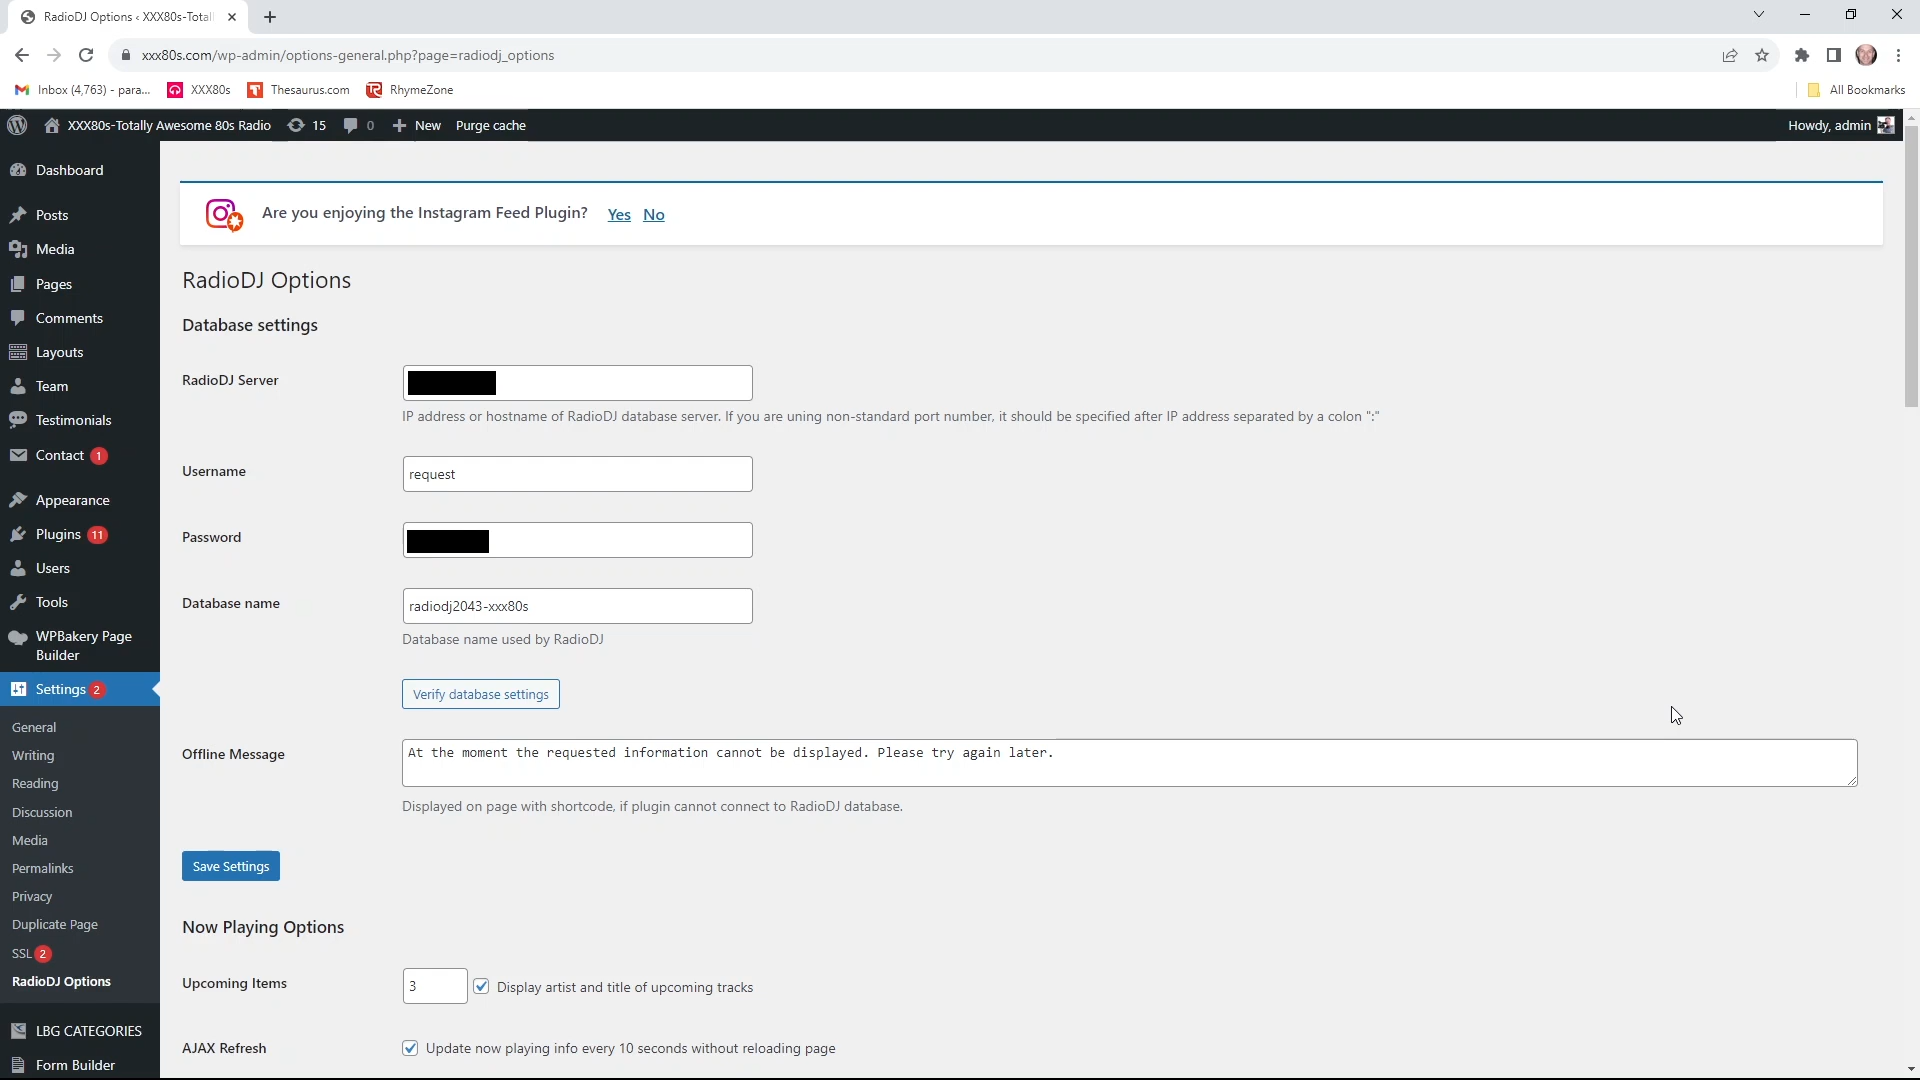 RadioDJ Options ‹ XXX80s-Totall
xxx80s.com/wp-admin/options-general.php?page=radiodj_options
Inbox (4,763) - para...
XXX80s
Thesaurus.com
RhymeZone
All Bookmarks
XXX80s-Totally Awesome 80s Radio
15
0
New
Purge cache
Howdy, admin
Dashboard
Posts
Media
Pages
Comments
Layouts
Team
Testimonials
Contact 1
Appearance
Plugins 11
Users
Tools
WPBakery Page
Builder
Settings 2
General
Writing
Reading
Discussion
Media
Permalinks
Privacy
Duplicate Page
SSL 2
RadioDJ Options
LBG CATEGORIES
Form Builder
Are you enjoying the Instagram Feed Plugin? Yes No
RadioDJ Options
Database settings
RadioDJ Server
IP address or hostname of RadioDJ database server. If you are uning non-standard port number, it should be specified after IP address separated by a colon ":"
Username
request
Password
Database name
radiodj2043-xxx80s
Database name used by RadioDJ
Verify database settings
Offline Message
At the moment the requested information cannot be displayed. Please try again later.
Displayed on page with shortcode, if plugin cannot connect to RadioDJ database.
Save Settings
Now Playing Options
Upcoming Items
3
Display artist and title of upcoming tracks
AJAX Refresh
Update now playing info every 10 seconds without reloading page